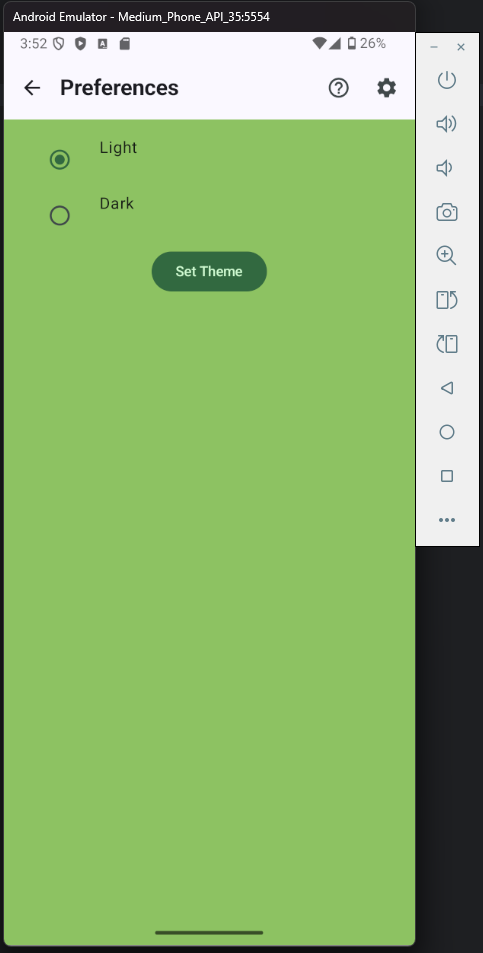 Android Emulator - Medium_Phone_API_35:5554
3:52
26%
Preferences
Light
Dark
Set Theme